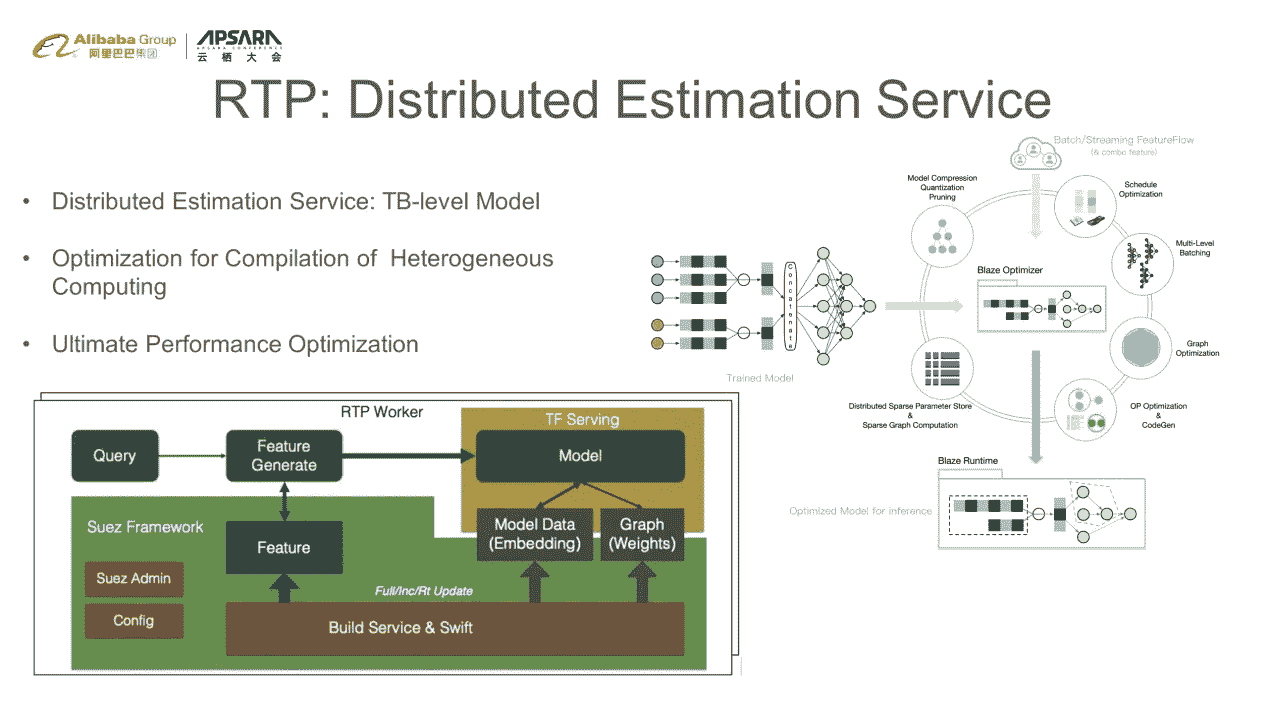 Alibaba Group
阿里巴巴集团
APSARA
APSARA CONFERENCE
云栖大会
RTP: Distributed Estimation Service
• Distributed Estimation Service: TB-level Model
• Optimization for Compilation of Heterogeneous
Computing
• Ultimate Performance Optimization
Batch/Streaming FeatureFlow
(& combo feature)
Model Compression
Quantization
Pruning
Schedule
Optimization
Multi-Level
Batching
Blaze Optimizer
Concatenate
Graph
Optimization
Trained Model
Distributed Sparse Parameter Store
&
Sparse Graph Computation
OP Optimization
&
CodeGen
Blaze Runtime
Optimized Model for inference
RTP Worker
TF Serving
Query
Feature
Generate
Model
Suez Framework
Feature
Model Data
(Embedding)
Graph
(Weights)
Suez Admin
Config
Full/Inc/Rt Update
Build Service & Swift